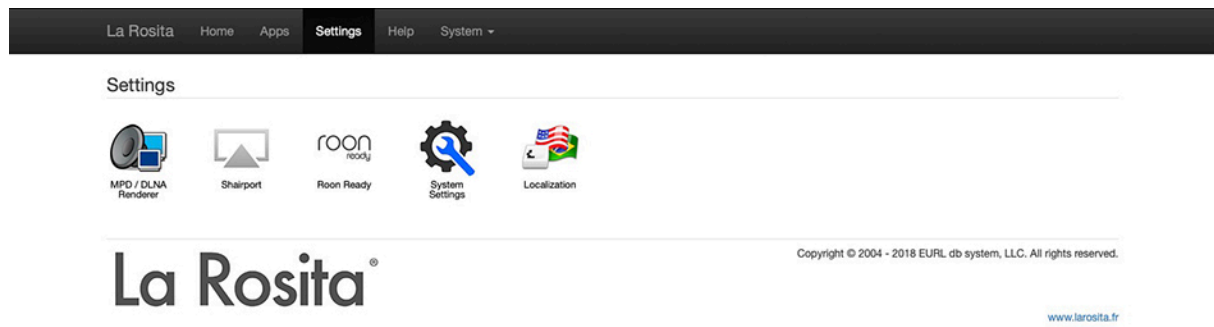 La Rosita Home Apps Settings Help System
Settings
roon
ready
MPD / DLNA
Renderer
Shairport
Roon Ready
System
Settings
Localization
La Rosita®
Copyright © 2004 - 2018 EURL db system, LLC. All rights reserved.
www.larosita.fr